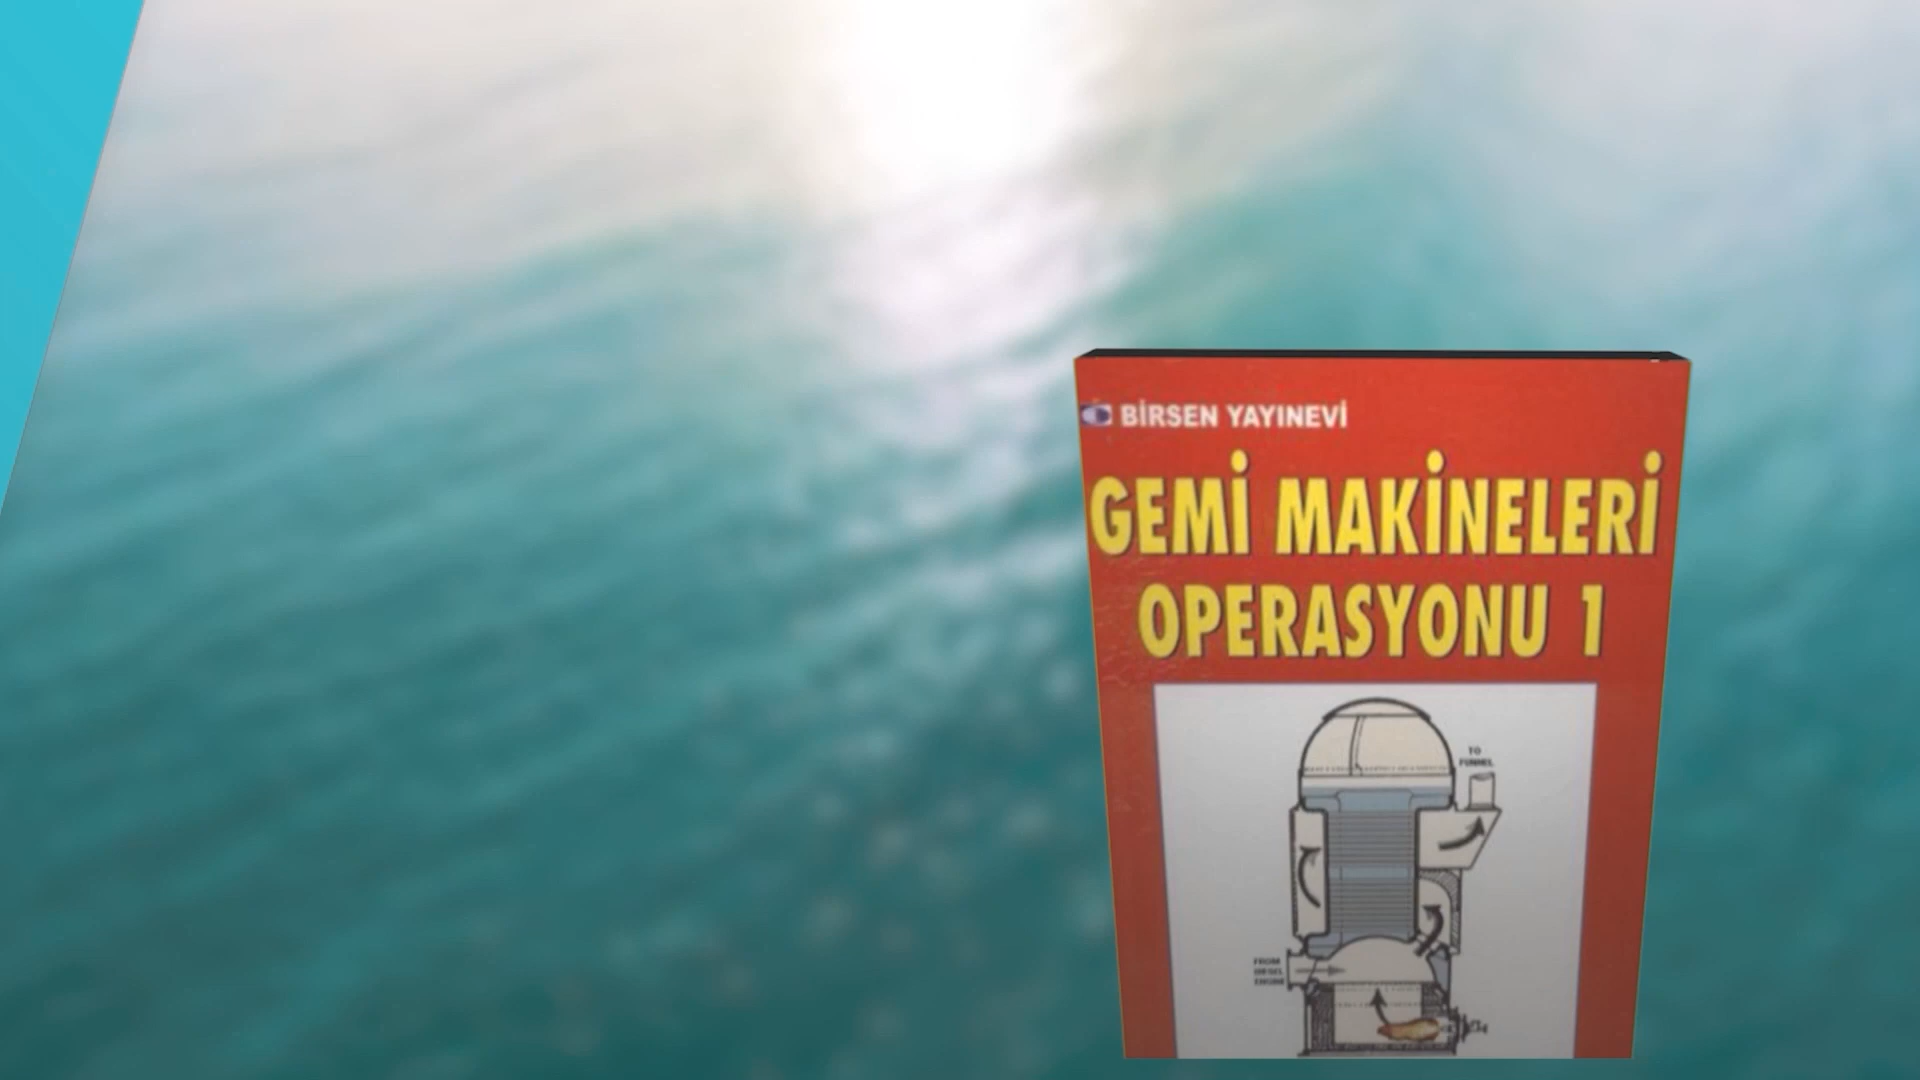 BİRSEN YAYINEVİ
GEMİ MAKİNELERİ
OPERASYONU 1
TO
FUNNEL
FROM
DIESEL
ENGINE